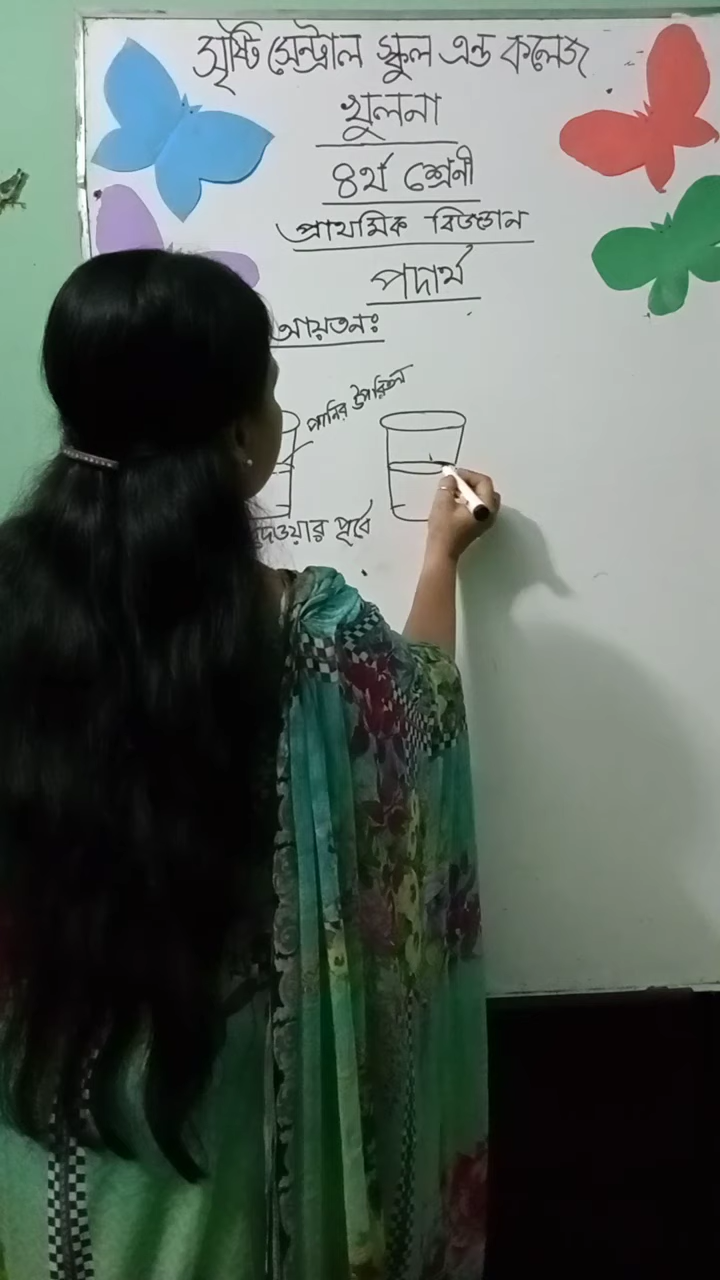 সৃষ্টি সেন্ট্রাল স্কুল এন্ড কলেজ
খুলনা
৪র্থ শ্রেনী
প্রাথমিক বিজ্ঞান
পদার্থ
আয়তনঃ
পানির উপরিতল
দেওয়ার পূর্বে